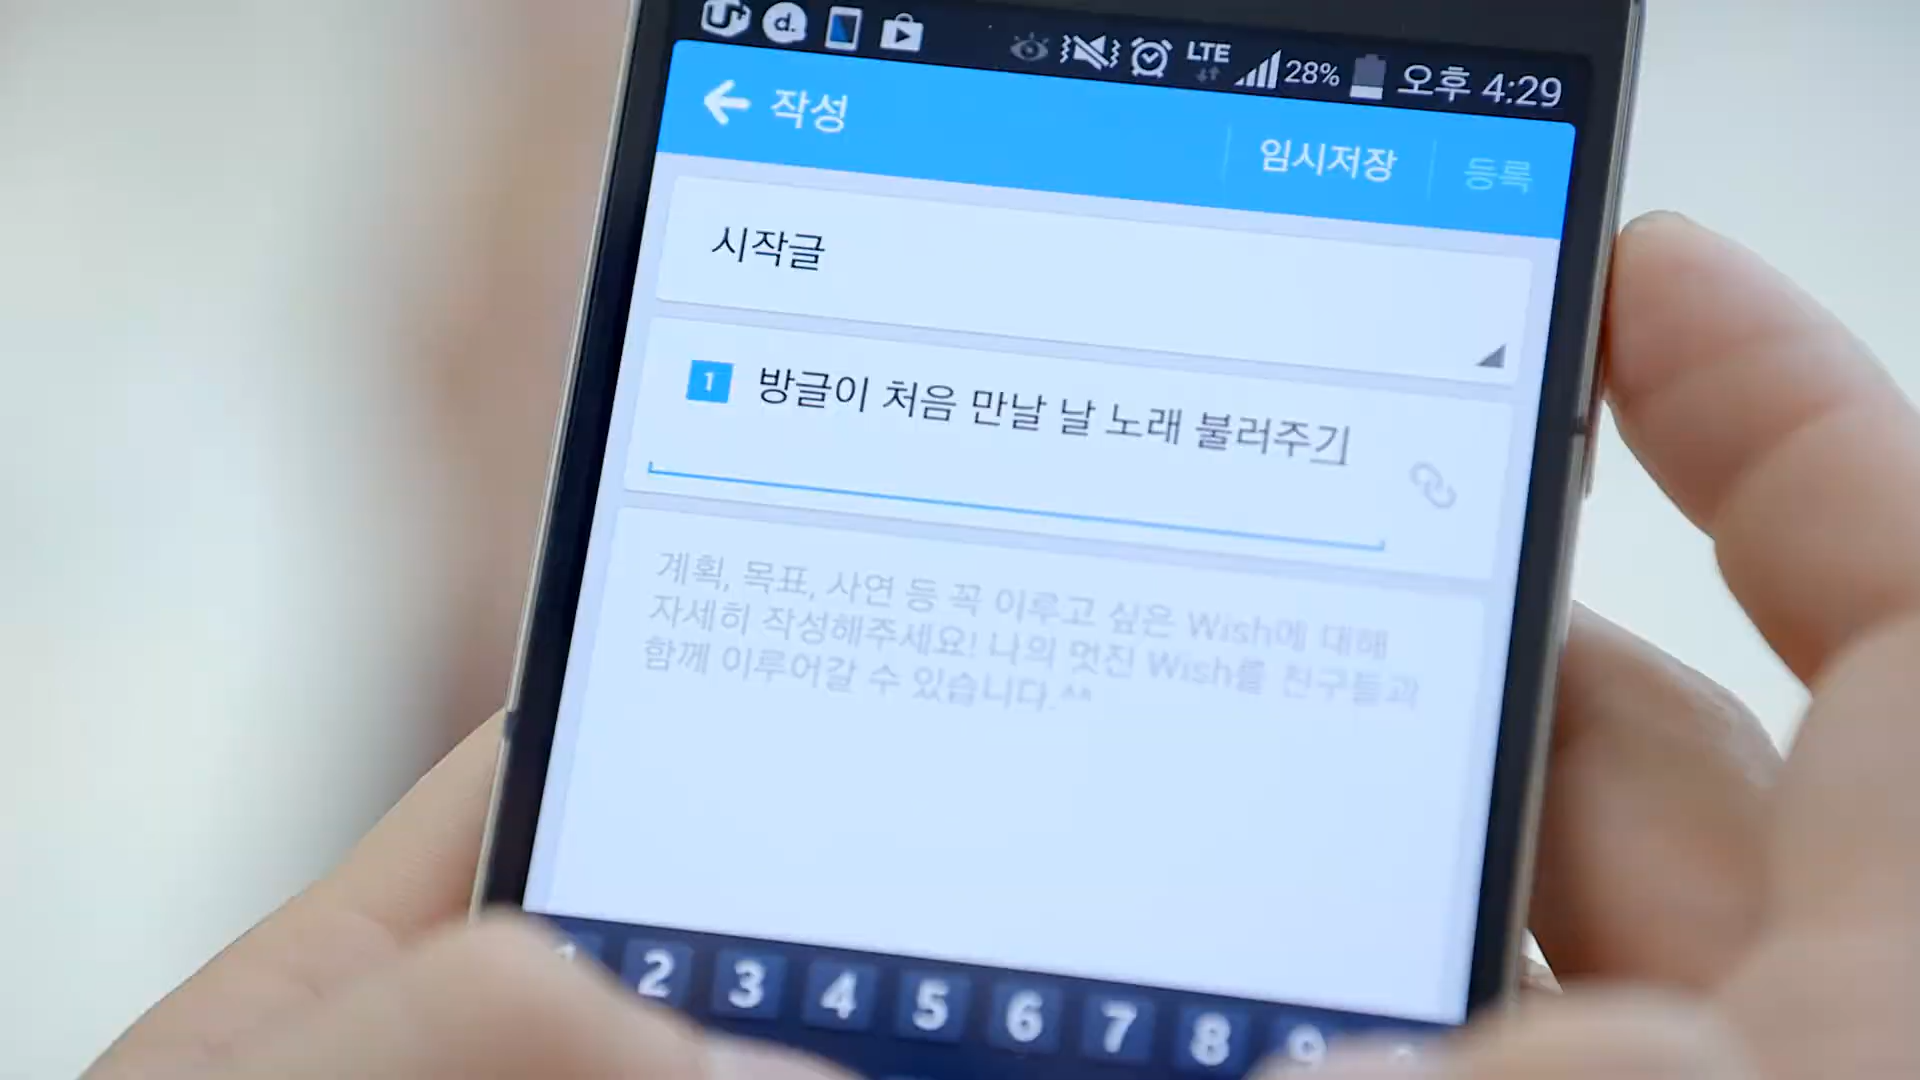 U+ d. LTE 28% 오후 4:29
작성 임시저장 등록
시작글
1 방글이 처음 만날 날 노래 불러주기
계획, 목표, 사연 등 꼭 이루고 싶은 Wish에 대해
자세히 작성해주세요! 나의 멋진 Wish를 친구들과
함께 이루어갈 수 있습니다.^^
1 2 3 4 5 6 7 8 9